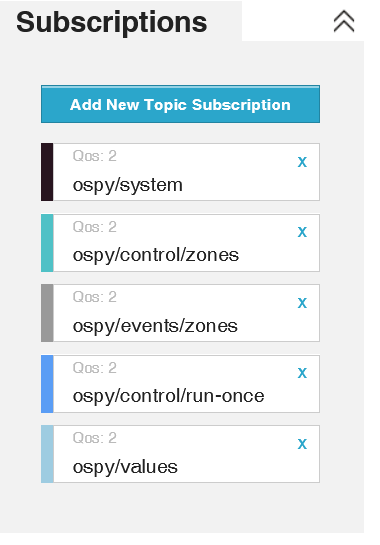 Subscriptions
Add New Topic Subscription
Qos: 2
x
ospy/system
Qos: 2
x
ospy/control/zones
Qos: 2
x
ospy/events/zones
Qos: 2
x
ospy/control/run-once
Qos: 2
x
ospy/values